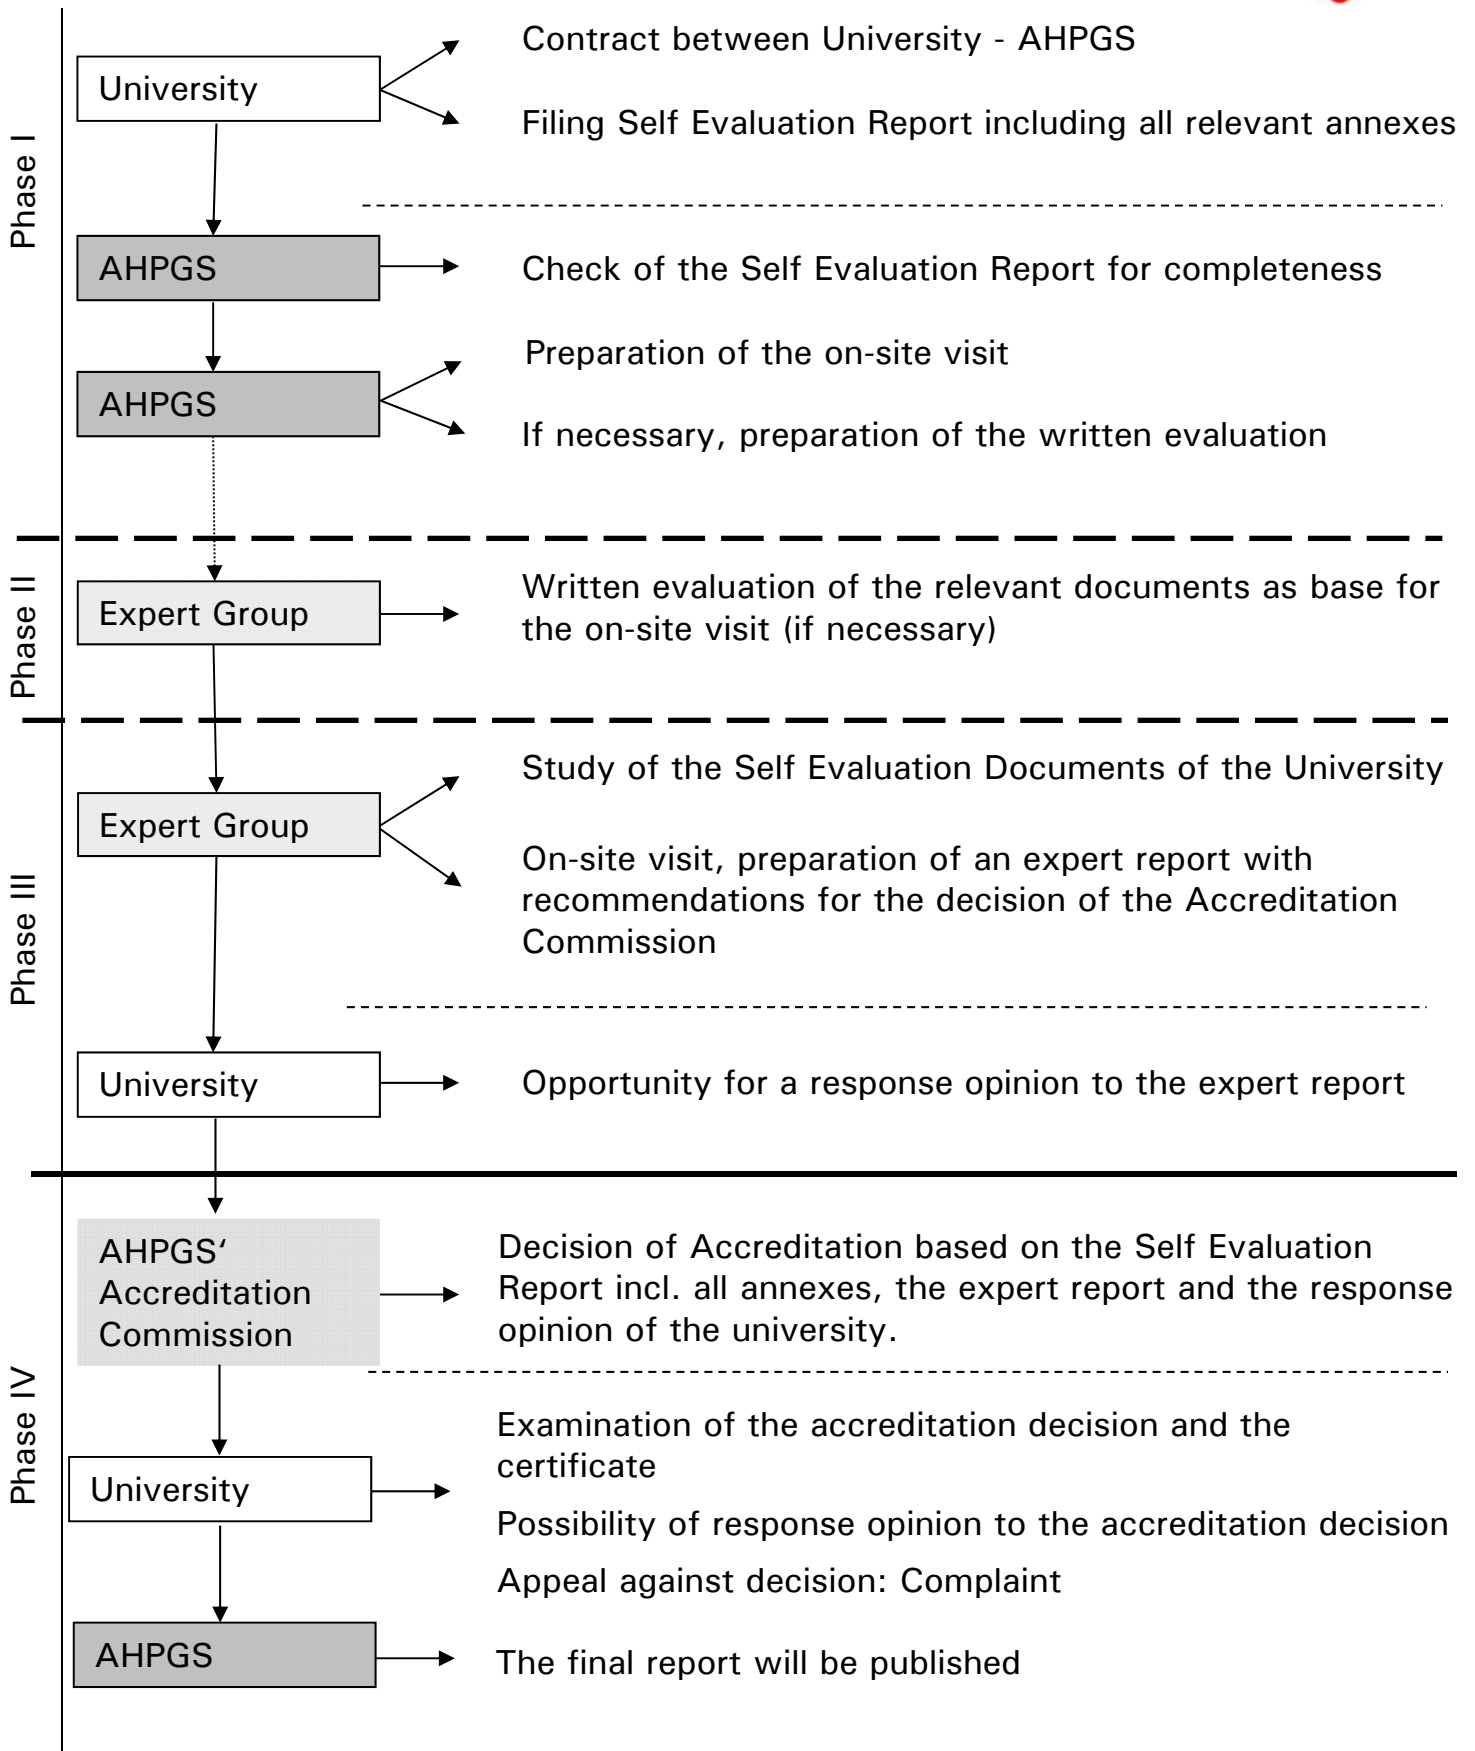 Phase I
University
Contract between University - AHPGS
Filing Self Evaluation Report including all relevant annexes
AHPGS
Check of the Self Evaluation Report for completeness
AHPGS
Preparation of the on-site visit
If necessary, preparation of the written evaluation
Phase II
Expert Group
Written evaluation of the relevant documents as base for
the on-site visit (if necessary)
Phase III
Expert Group
Study of the Self Evaluation Documents of the University
On-site visit, preparation of an expert report with
recommendations for the decision of the Accreditation
Commission
University
Opportunity for a response opinion to the expert report
Phase IV
AHPGS‘
Accreditation
Commission
Decision of Accreditation based on the Self Evaluation
Report incl. all annexes, the expert report and the response
opinion of the university.
University
Examination of the accreditation decision and the
certificate
Possibility of response opinion to the accreditation decision
Appeal against decision: Complaint
AHPGS
The final report will be published